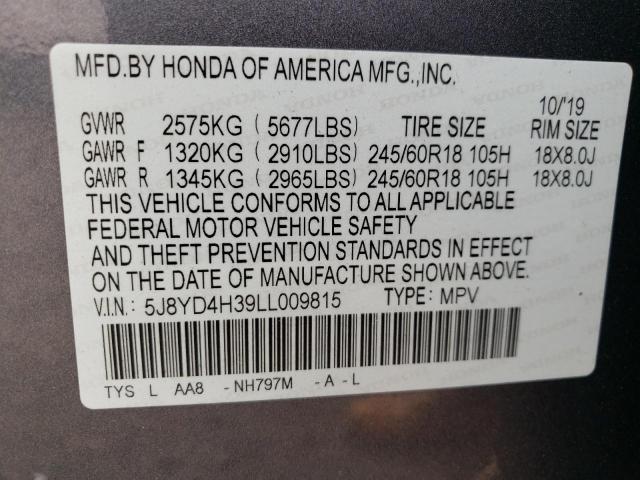 MFD.BY HONDA OF AMERICA MFG.,INC.
10/'19
GVWR 2575KG (5677LBS) TIRE SIZE RIM SIZE
GAWR F 1320KG (2910LBS) 245/60R18 105H 18X8.0J
GAWR R 1345KG (2965LBS) 245/60R18 105H 18X8.0J
THIS VEHICLE CONFORMS TO ALL APPLICABLE
FEDERAL MOTOR VEHICLE SAFETY
AND THEFT PREVENTION STANDARDS IN EFFECT
ON THE DATE OF MANUFACTURE SHOWN ABOVE.
V.I.N.: 5J8YD4H39LL009815 TYPE: MPV
TYS L AA8 - NH797M - A - L